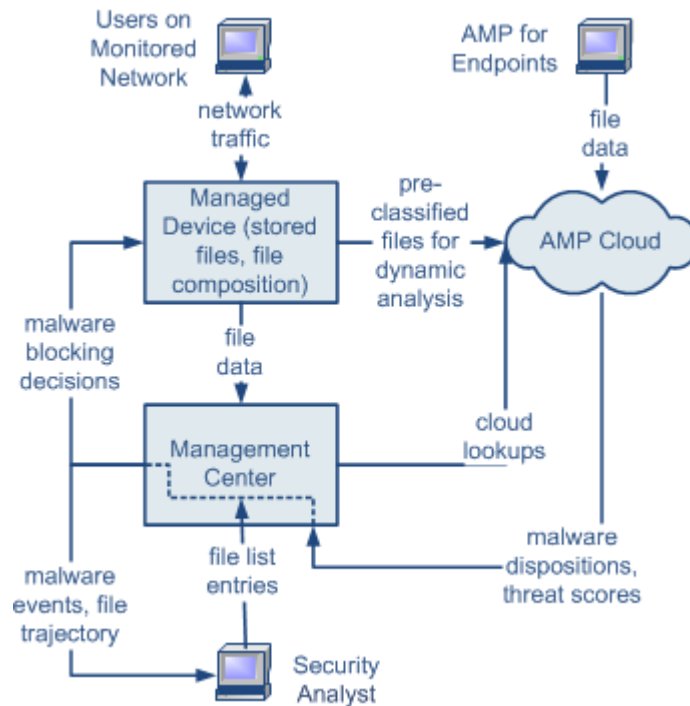 Users on
Monitored
Network
AMP for
Endpoints
network
traffic
file
data
Managed
Device (stored
files, file
composition)
pre-
classified
files for
dynamic
analysis
AMP Cloud
malware
blocking
decisions
file
data
Management
Center
cloud
lookups
malware
events, file
trajectory
file list
entries
malware
dispositions,
threat scores
Security
Analyst